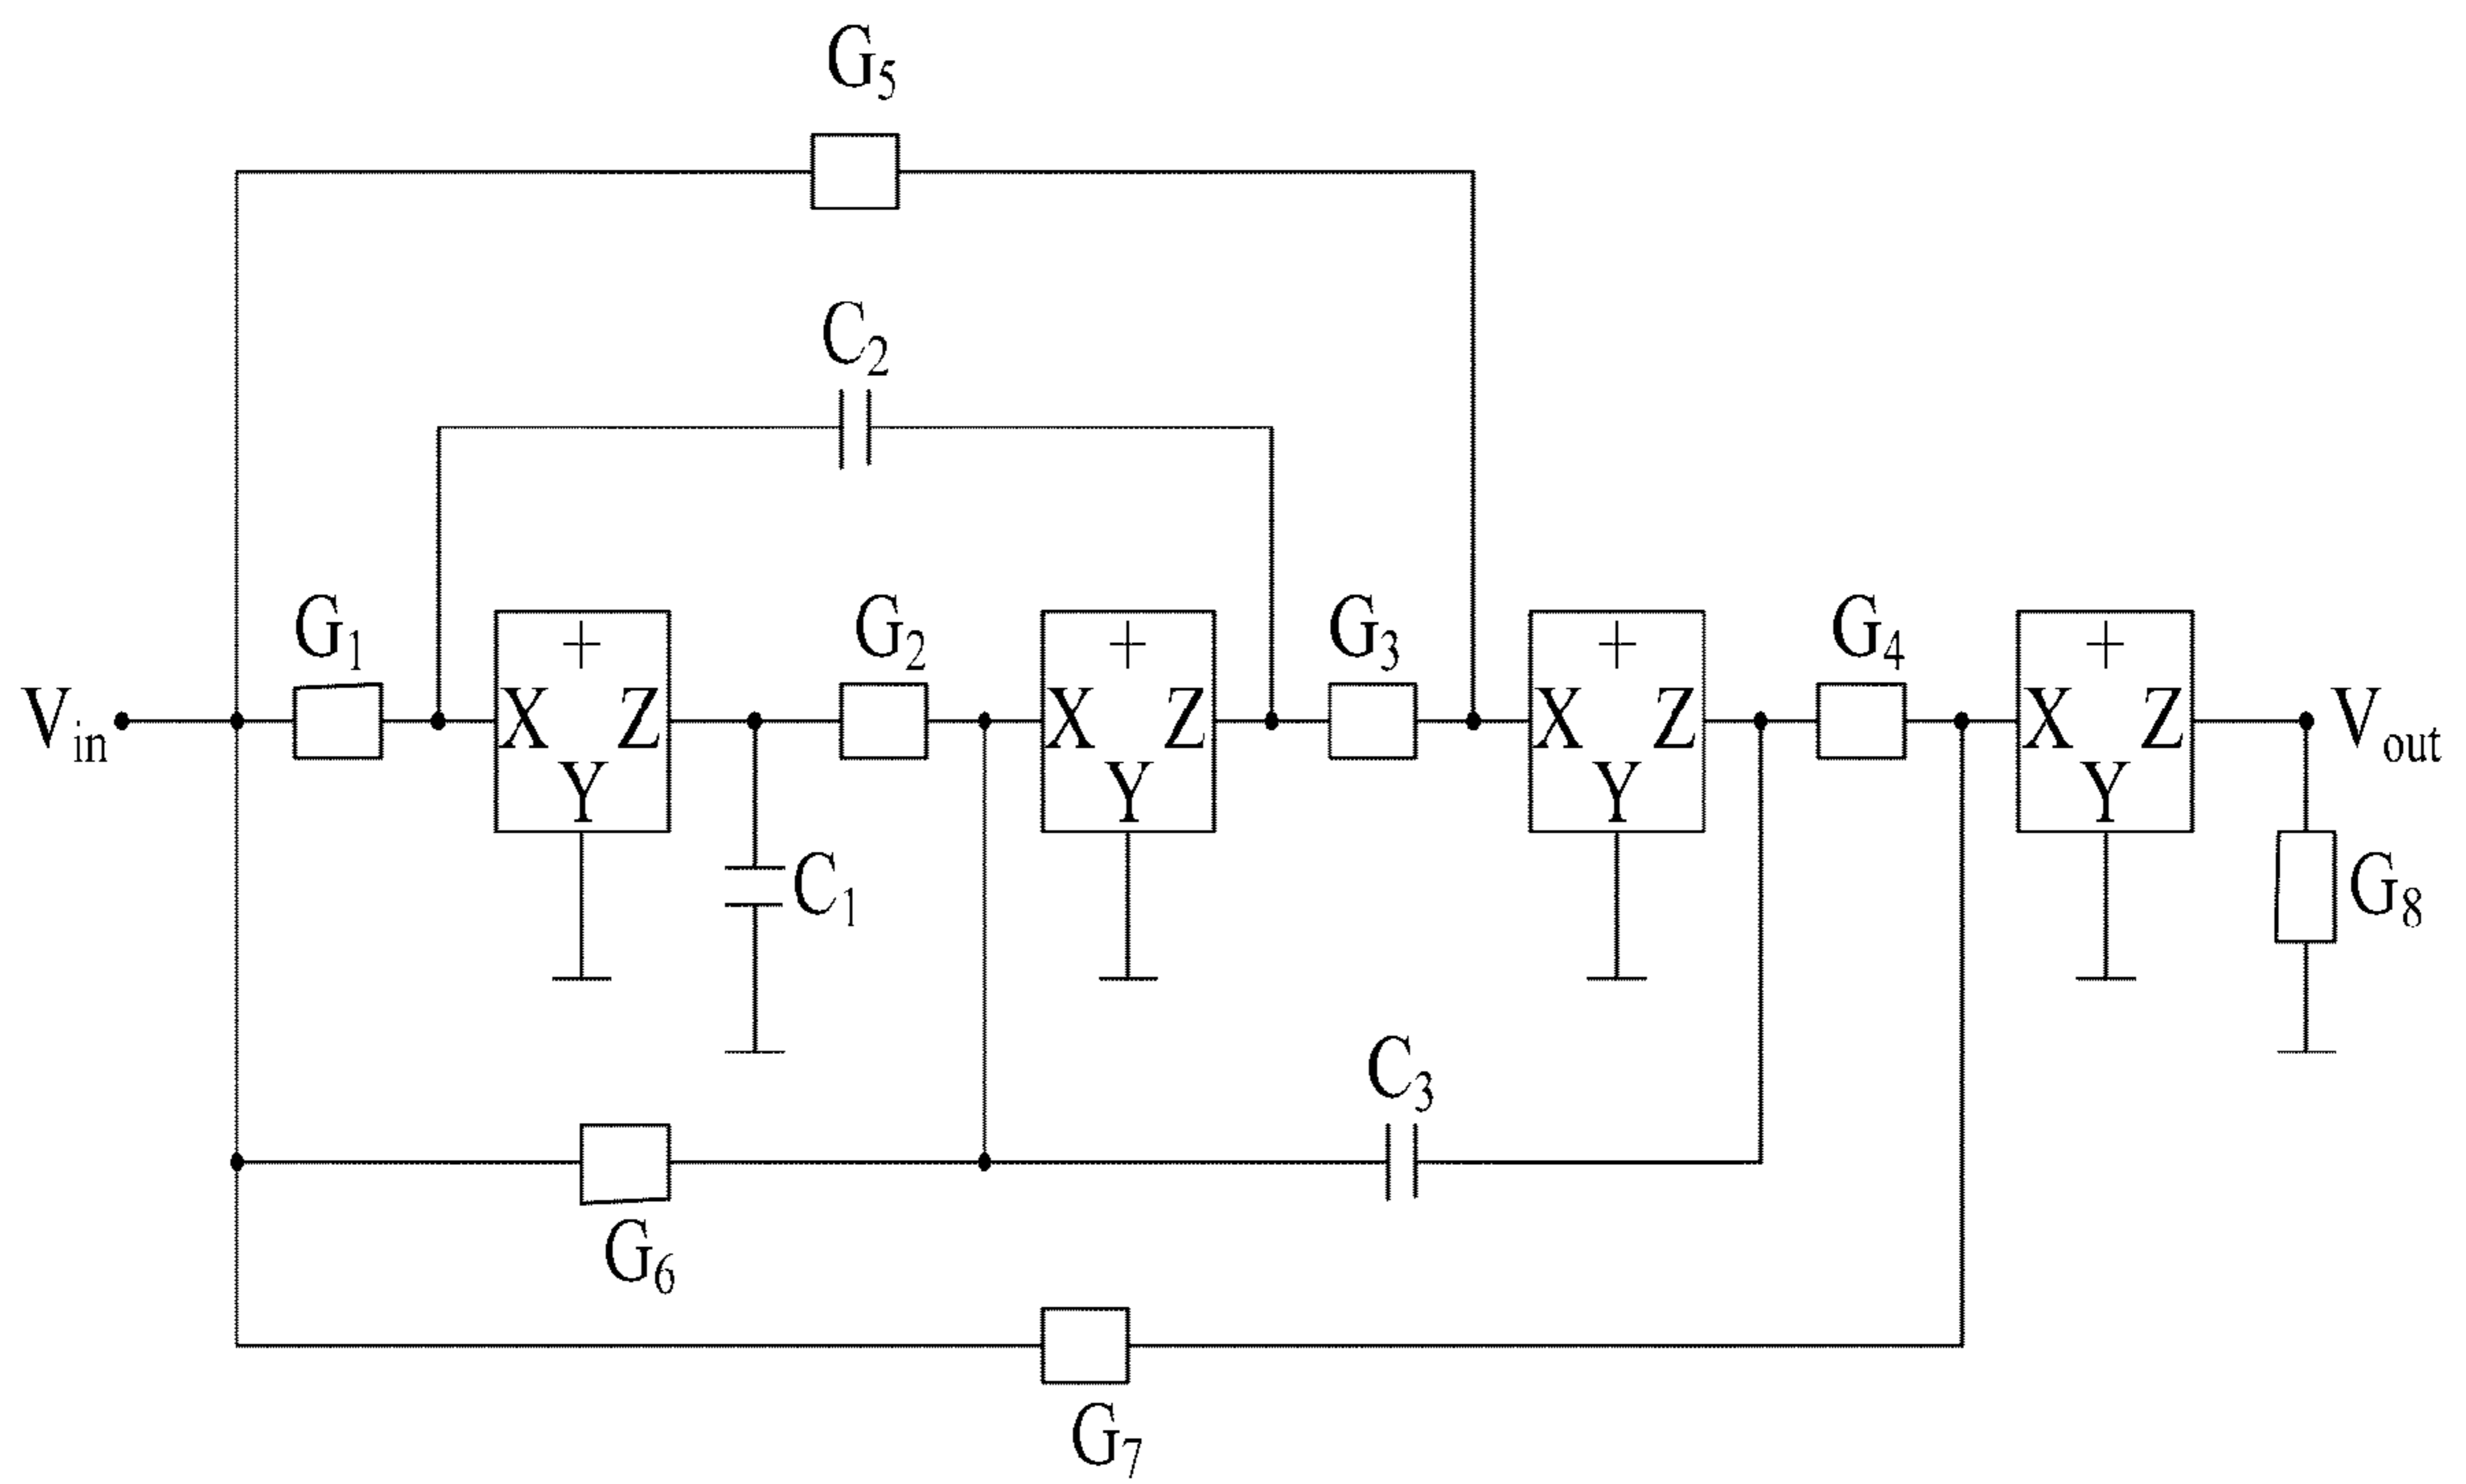 G5
C2
G1 G2 G3 G4
+ + + +
Vin X Z X Z X Z X Z Vout
Y Y Y Y
C1 G8
C3
G6
G7